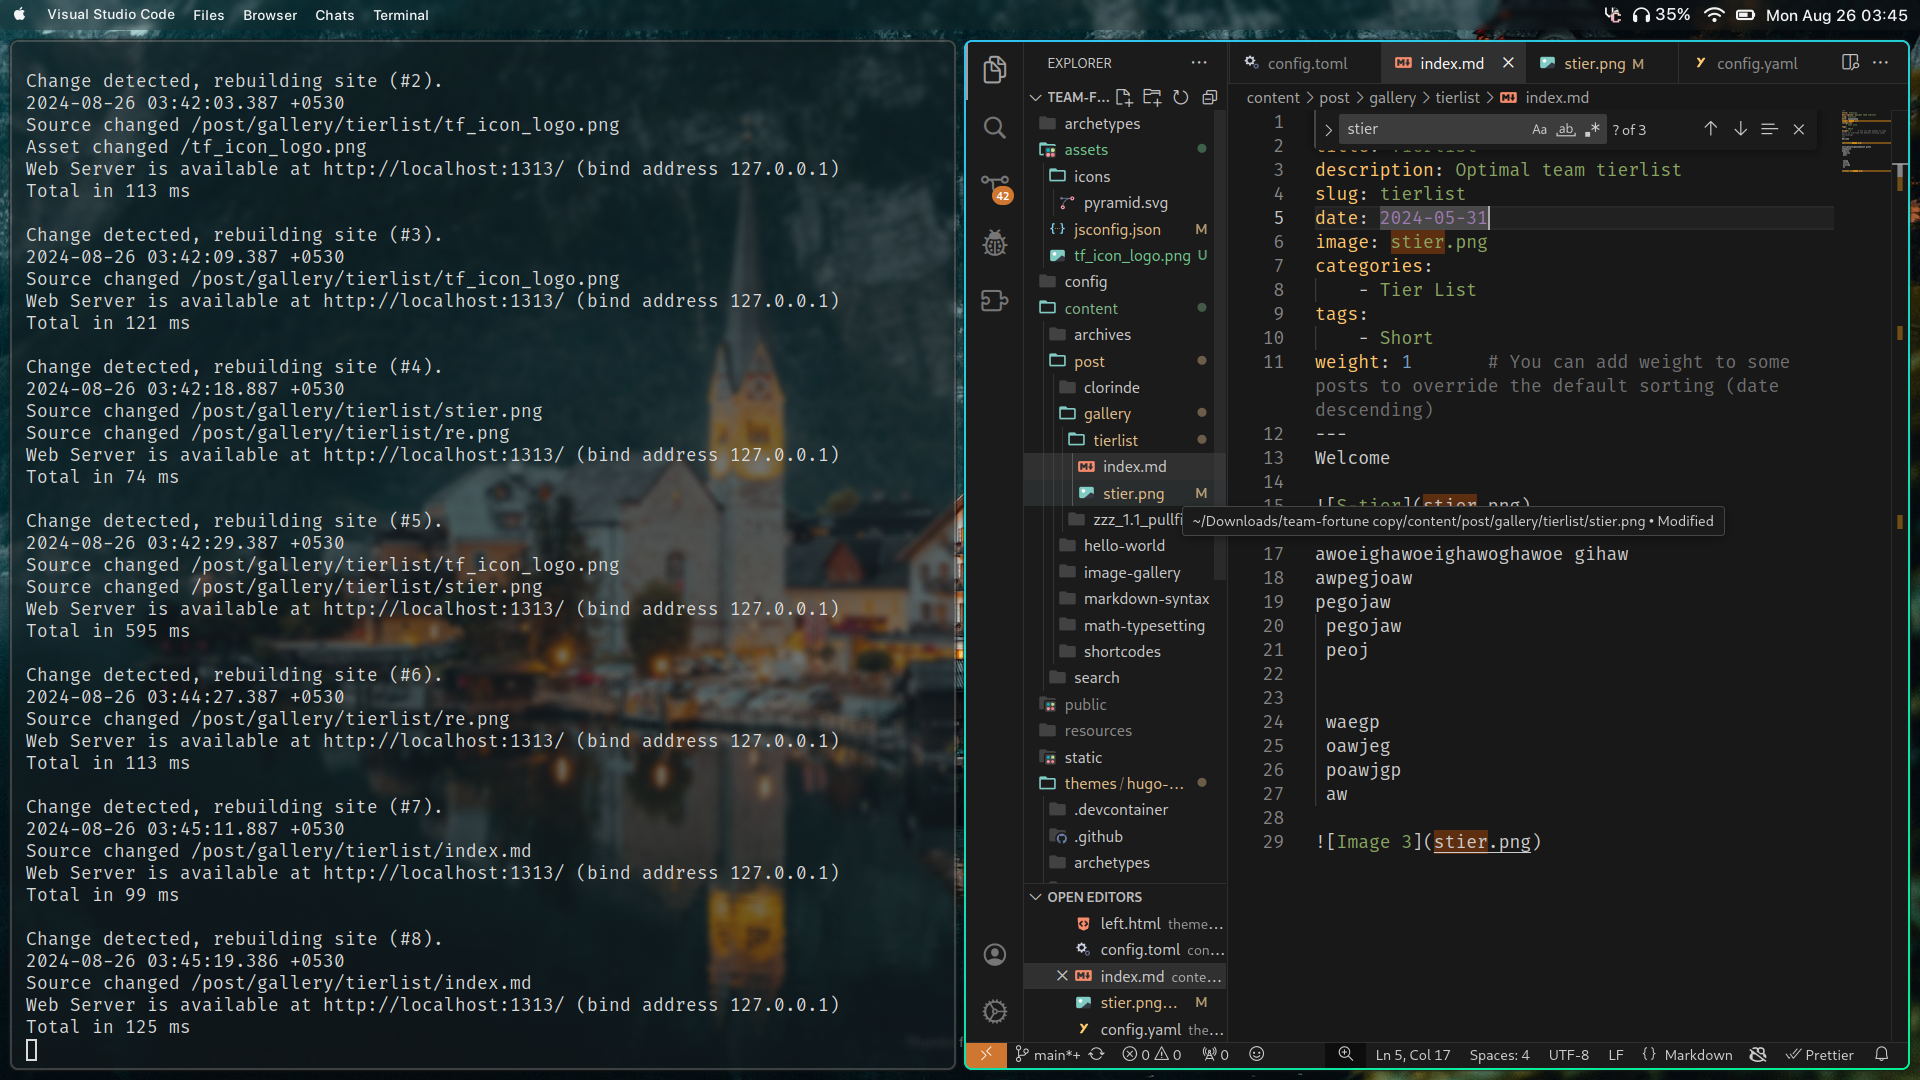 Visual Studio Code Files Browser Chats Terminal
35% Mon Aug 26 03:45
Change detected, rebuilding site (#2).
2024-08-26 03:42:03.387 +0530
Source changed /post/gallery/tierlist/tf_icon_logo.png
Asset changed /tf_icon_logo.png
Web Server is available at http://localhost:1313/ (bind address 127.0.0.1)
Total in 113 ms
Change detected, rebuilding site (#3).
2024-08-26 03:42:09.387 +0530
Source changed /post/gallery/tierlist/tf_icon_logo.png
Web Server is available at http://localhost:1313/ (bind address 127.0.0.1)
Total in 121 ms
Change detected, rebuilding site (#4).
2024-08-26 03:42:18.887 +0530
Source changed /post/gallery/tierlist/stier.png
Source changed /post/gallery/tierlist/re.png
Web Server is available at http://localhost:1313/ (bind address 127.0.0.1)
Total in 74 ms
Change detected, rebuilding site (#5).
2024-08-26 03:42:29.387 +0530
Source changed /post/gallery/tierlist/tf_icon_logo.png
Source changed /post/gallery/tierlist/stier.png
Web Server is available at http://localhost:1313/ (bind address 127.0.0.1)
Total in 595 ms
Change detected, rebuilding site (#6).
2024-08-26 03:44:27.387 +0530
Source changed /post/gallery/tierlist/re.png
Web Server is available at http://localhost:1313/ (bind address 127.0.0.1)
Total in 113 ms
Change detected, rebuilding site (#7).
2024-08-26 03:45:11.887 +0530
Source changed /post/gallery/tierlist/index.md
Web Server is available at http://localhost:1313/ (bind address 127.0.0.1)
Total in 99 ms
Change detected, rebuilding site (#8).
2024-08-26 03:45:19.386 +0530
Source changed /post/gallery/tierlist/index.md
Web Server is available at http://localhost:1313/ (bind address 127.0.0.1)
Total in 125 ms
42
EXPLORER ···
TEAM-F...
archetypes
assets
icons
pyramid.svg
jsconfig.json M
tf_icon_logo.png U
config
content
archives
post
clorinde
gallery
tierlist
index.md
stier.png M
zzz_1.1_pullfi
hello-world
image-gallery
markdown-syntax
math-typesetting
shortcodes
search
public
resources
static
themes / hugo-...
.devcontainer
.github
archetypes
OPEN EDITORS
left.html theme...
config.toml con...
index.md conte...
stier.png... M
config.yaml the...
config.toml index.md stier.png M config.yaml
content > post > gallery > tierlist > index.md
stier Aa ab .* ? of 3
1
2 title: Tierlist
3 description: Optimal team tierlist
4 slug: tierlist
5 date: 2024-05-31
6 image: stier.png
7 categories:
8 - Tier List
9 tags:
10 - Short
11 weight: 1 # You can add weight to some
posts to override the default sorting (date
descending)
12 ---
13 Welcome
14
15 ![S-tier](stier.png)
~/Downloads/team-fortune copy/content/post/gallery/tierlist/stier.png • Modified
17 awoeighawoeighawoghawoe gihaw
18 awpegjoaw
19 pegojaw
20 pegojaw
21 peoj
22
23
24 waegp
25 oawjeg
26 poawjgp
27 aw
28
29 ![Image 3](stier.png)
main*+ 0 0 0 Ln 5, Col 17 Spaces: 4 UTF-8 LF {} Markdown Prettier